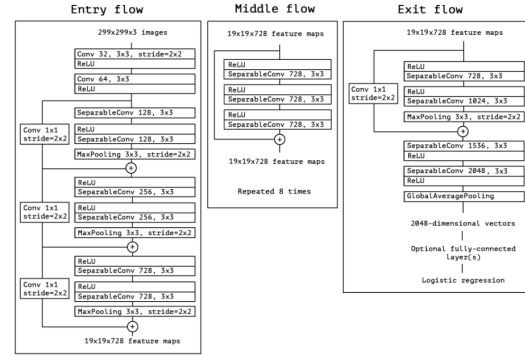 Entry flow
299x299x3 images
Conv 32, 3x3, stride=2x2
ReLU
Conv 64, 3x3
ReLU
SeparableConv 128, 3x3
Conv 1x1
stride=2x2
ReLU
SeparableConv 128, 3x3
MaxPooling 3x3, stride=2x2
+
ReLU
SeparableConv 256, 3x3
Conv 1x1
stride=2x2
ReLU
SeparableConv 256, 3x3
MaxPooling 3x3, stride=2x2
+
ReLU
SeparableConv 728, 3x3
Conv 1x1
stride=2x2
ReLU
SeparableConv 728, 3x3
MaxPooling 3x3, stride=2x2
+
19x19x728 feature maps
Middle flow
19x19x728 feature maps
ReLU
SeparableConv 728, 3x3
ReLU
SeparableConv 728, 3x3
ReLU
SeparableConv 728, 3x3
+
19x19x728 feature maps
Repeated 8 times
Exit flow
19x19x728 feature maps
ReLU
SeparableConv 728, 3x3
Conv 1x1
stride=2x2
ReLU
SeparableConv 1024, 3x3
MaxPooling 3x3, stride=2x2
+
SeparableConv 1536, 3x3
ReLU
SeparableConv 2048, 3x3
ReLU
GlobalAveragePooling
2048-dimensional vectors
Optional fully-connected
layer(s)
Logistic regression